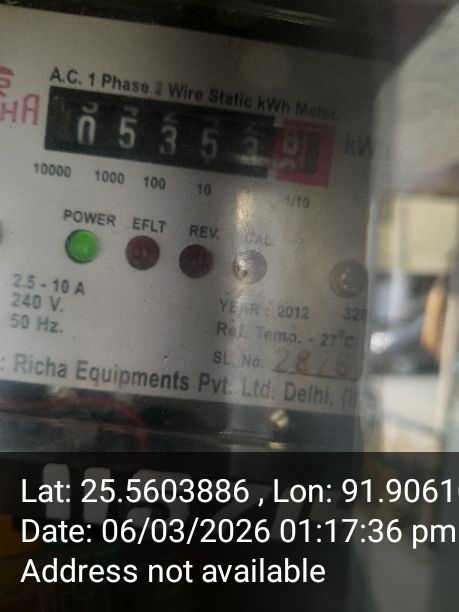 A.C. 1 Phase 2 Wire Static kWh Meter
HA
0 5 3 5 3
10000 1000 100 10 1/10
POWER EFLT REV. CAL.
2.5 - 10 A
240 V.
50 Hz.
YEAR : 2012
Ref. Temp. - 27°C
SL. No.
: Richa Equipments Pvt. Ltd. Delhi,
Lat: 25.5603886 , Lon: 91.9061
Date: 06/03/2026 01:17:36 pm
Address not available